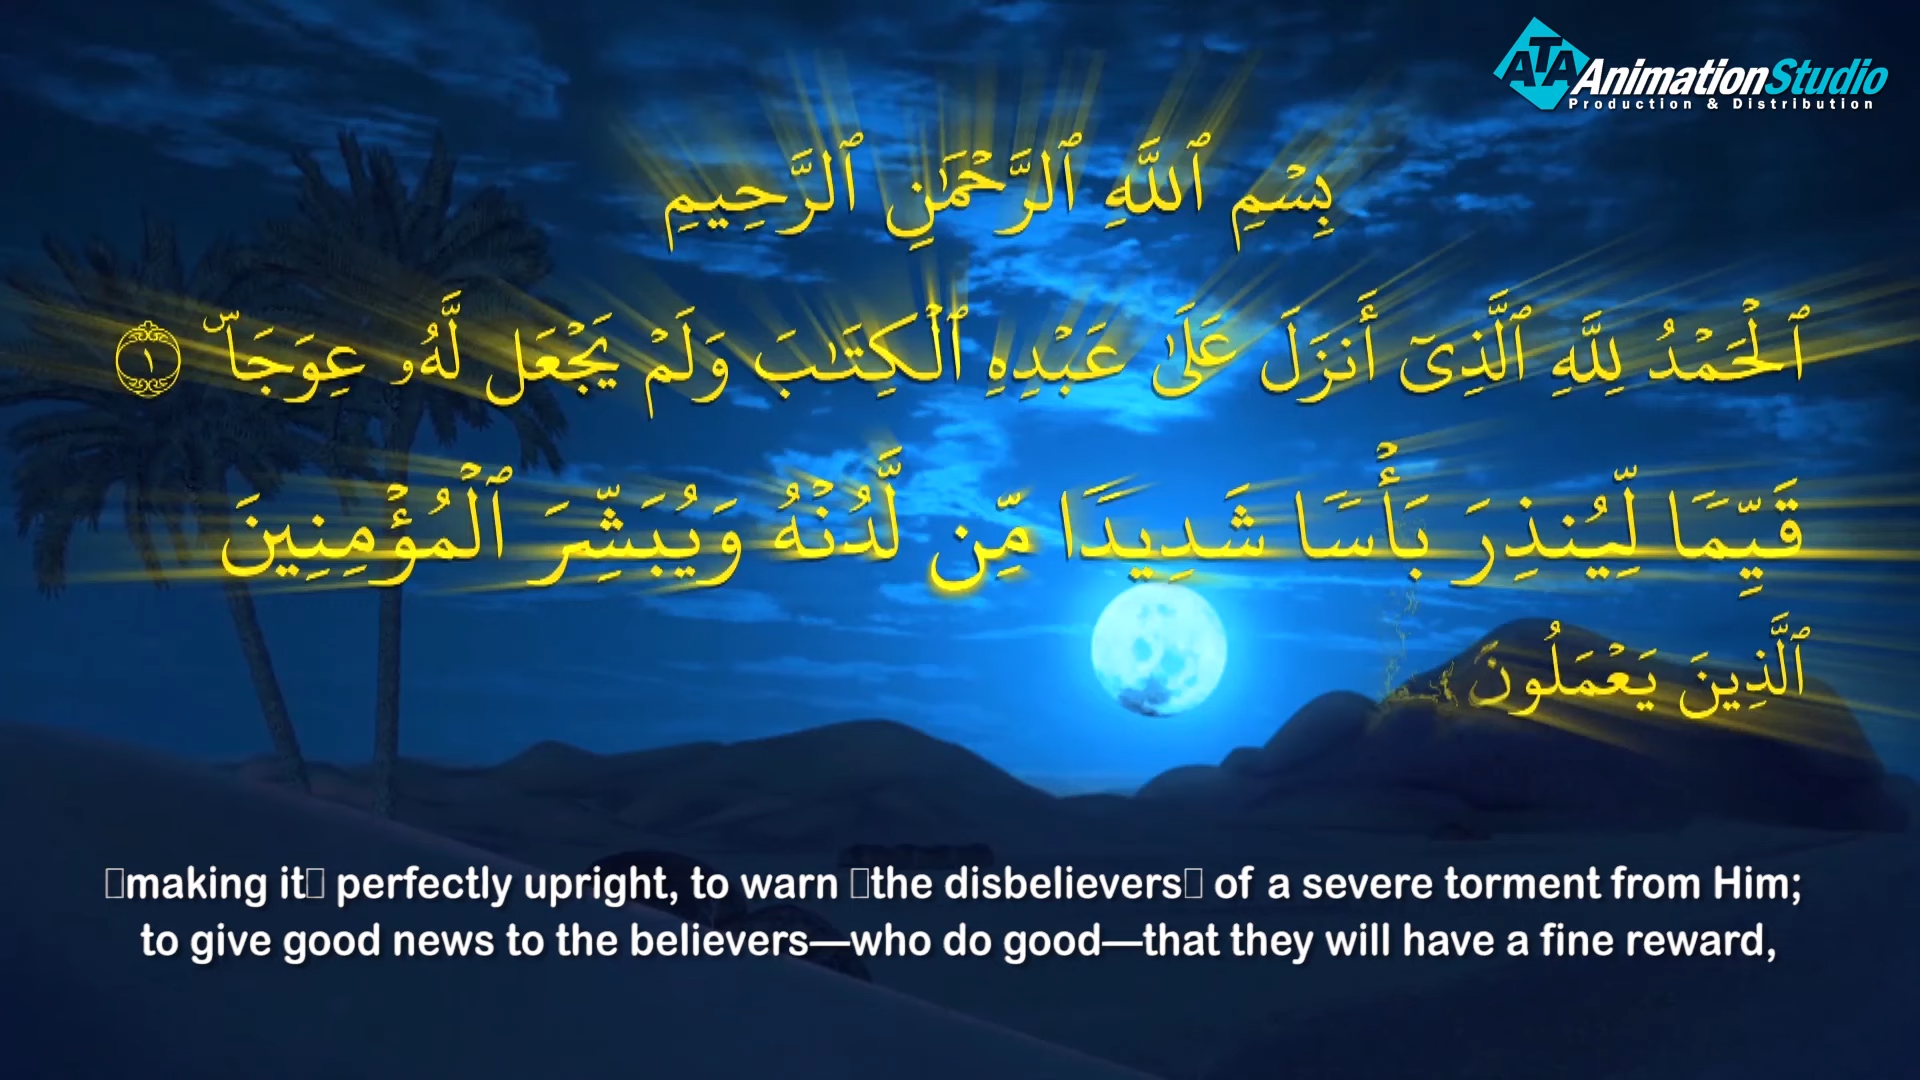 ATA AnimationStudio
Production & Distribution
بِسْمِ ٱللَّهِ ٱلرَّحْمَٰنِ ٱلرَّحِيمِ
ٱلْحَمْدُ لِلَّهِ ٱلَّذِىٓ أَنزَلَ عَلَىٰ عَبْدِهِ ٱلْكِتَٰبَ وَلَمْ يَجْعَل لَّهُۥ عِوَجَاۜ ١
قَيِّمًا لِّيُنذِرَ بَأْسًا شَدِيدًا مِّن لَّدُنْهُ وَيُبَشِّرَ ٱلْمُؤْمِنِينَ
ٱلَّذِينَ يَعْمَلُونَ
▯making it▯ perfectly upright, to warn ▯the disbelievers▯ of a severe torment from Him;
to give good news to the believers—who do good—that they will have a fine reward,